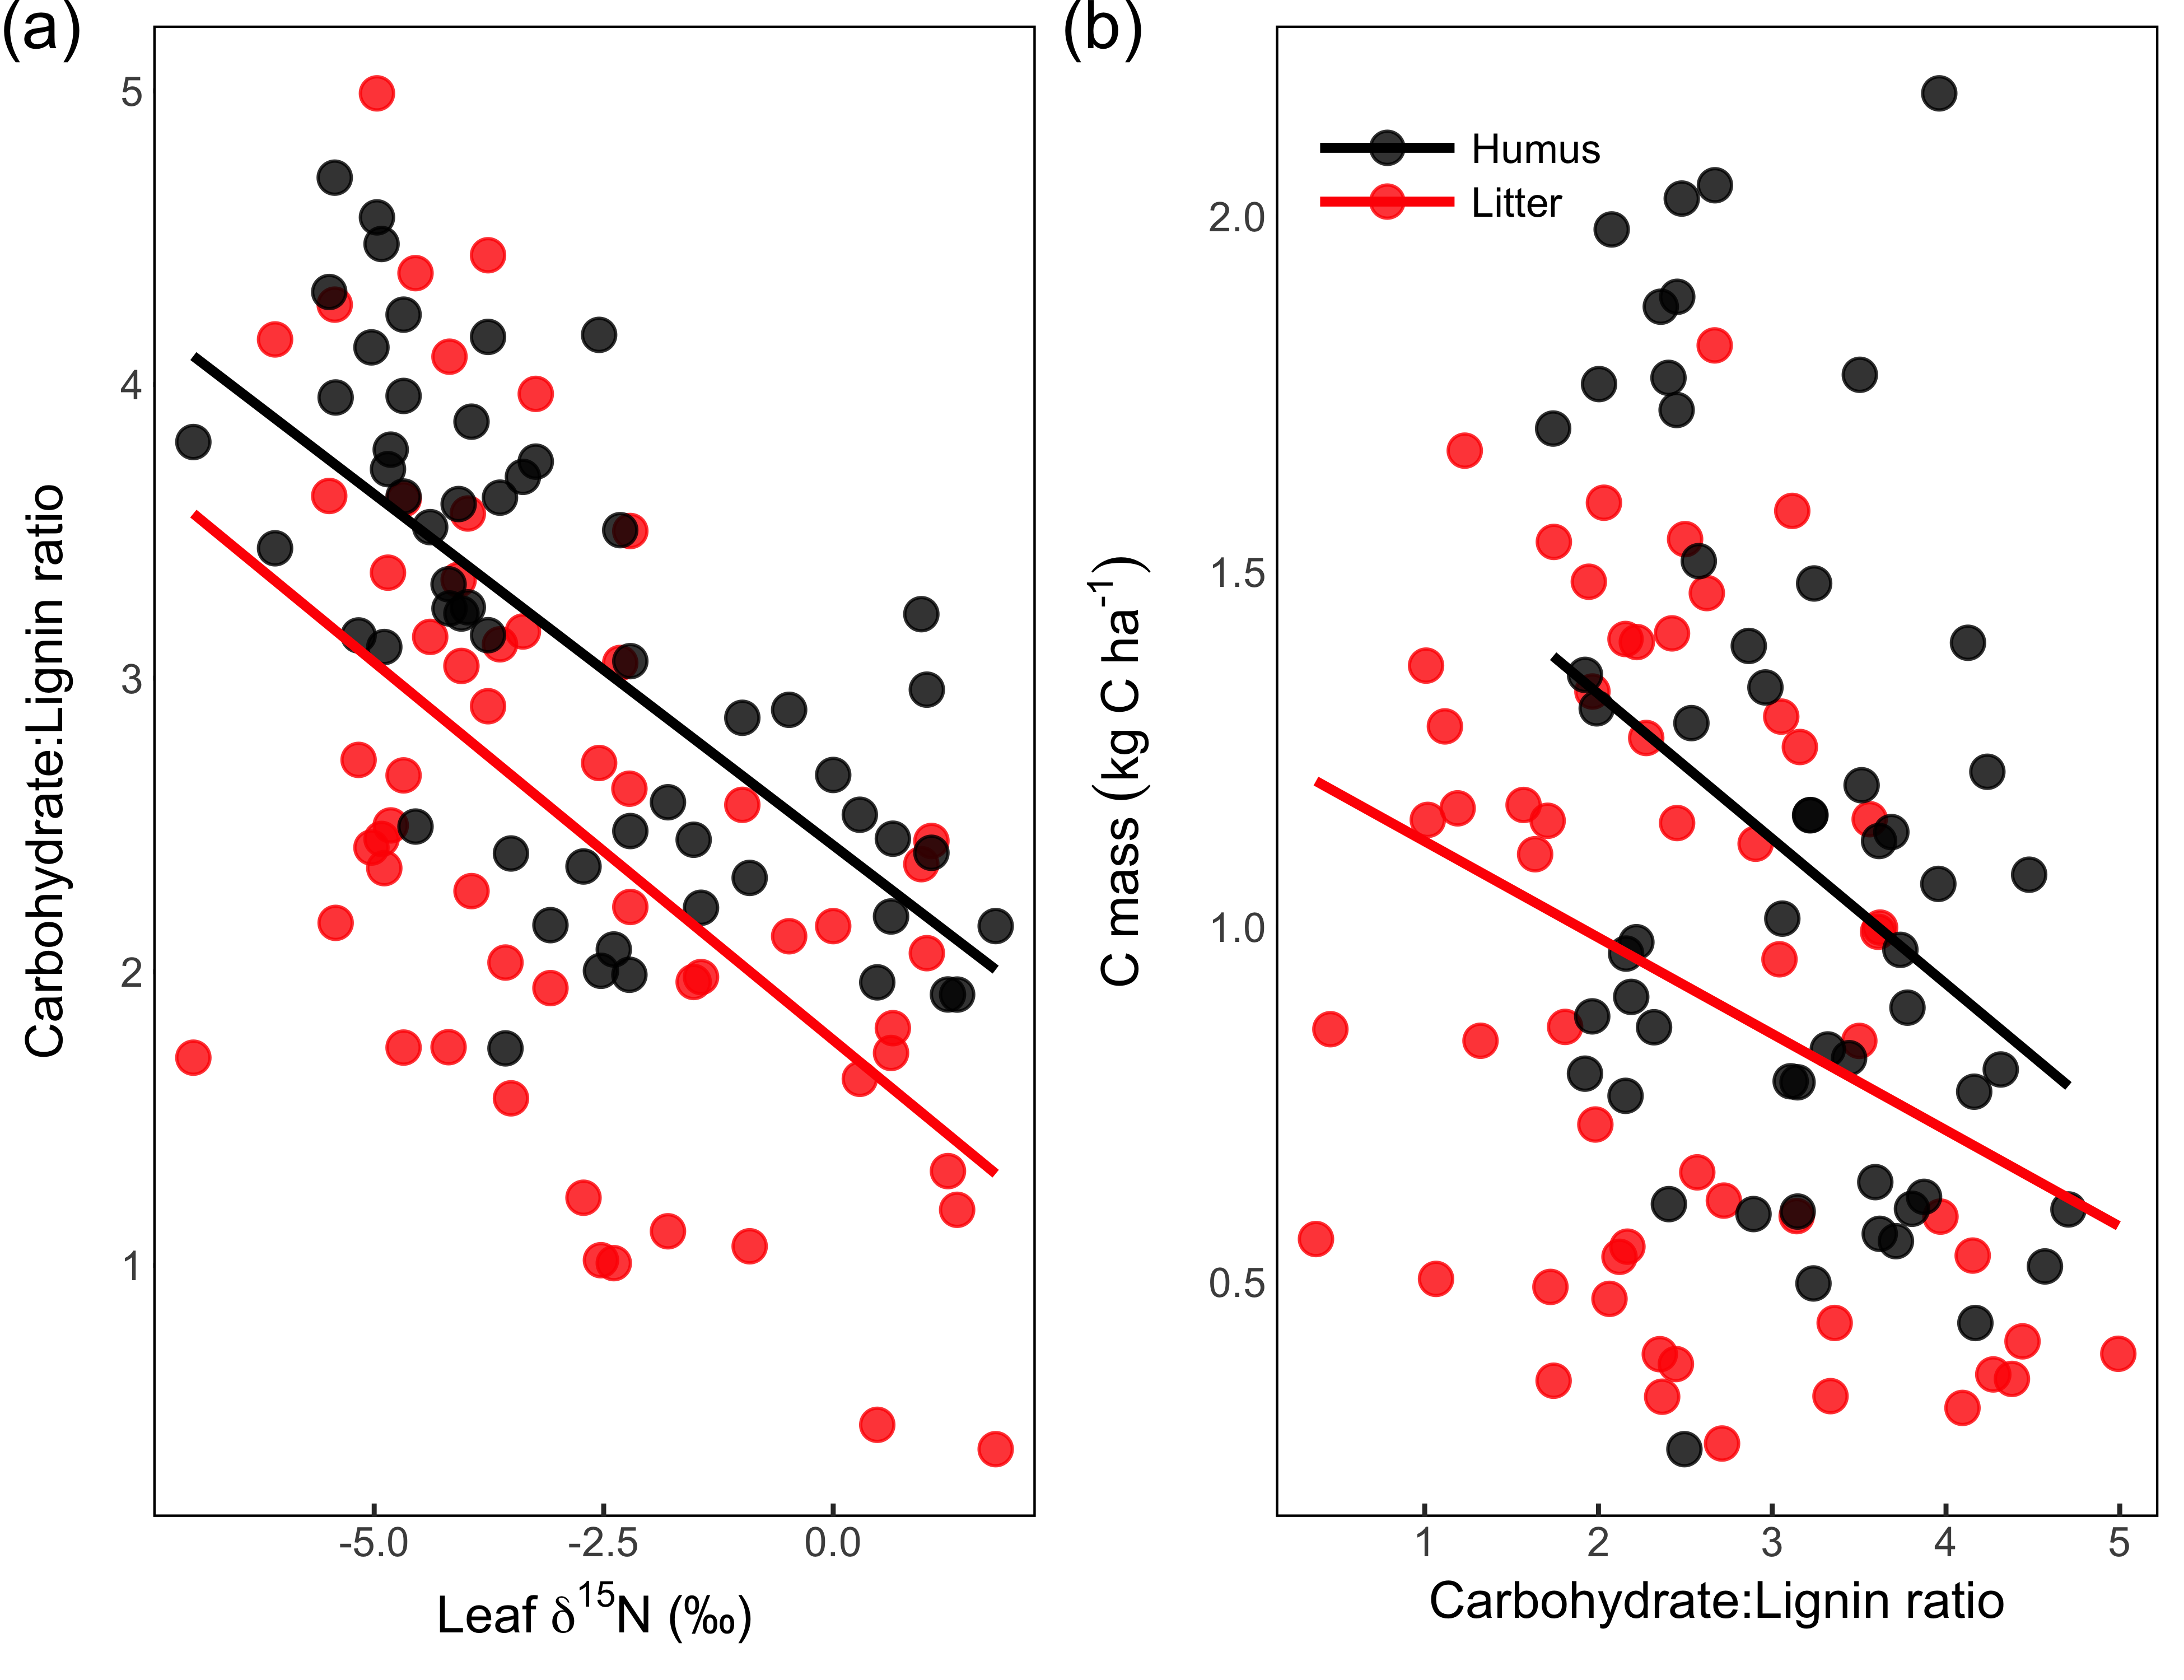 (a)
Carbohydrate:Lignin ratio
5
4
3
2
1
-5.0 -2.5 0.0
Leaf δ¹⁵N (‰)
(b)
C mass (kg C ha⁻¹)
2.0
1.5
1.0
0.5
Humus
Litter
1 2 3 4 5
Carbohydrate:Lignin ratio